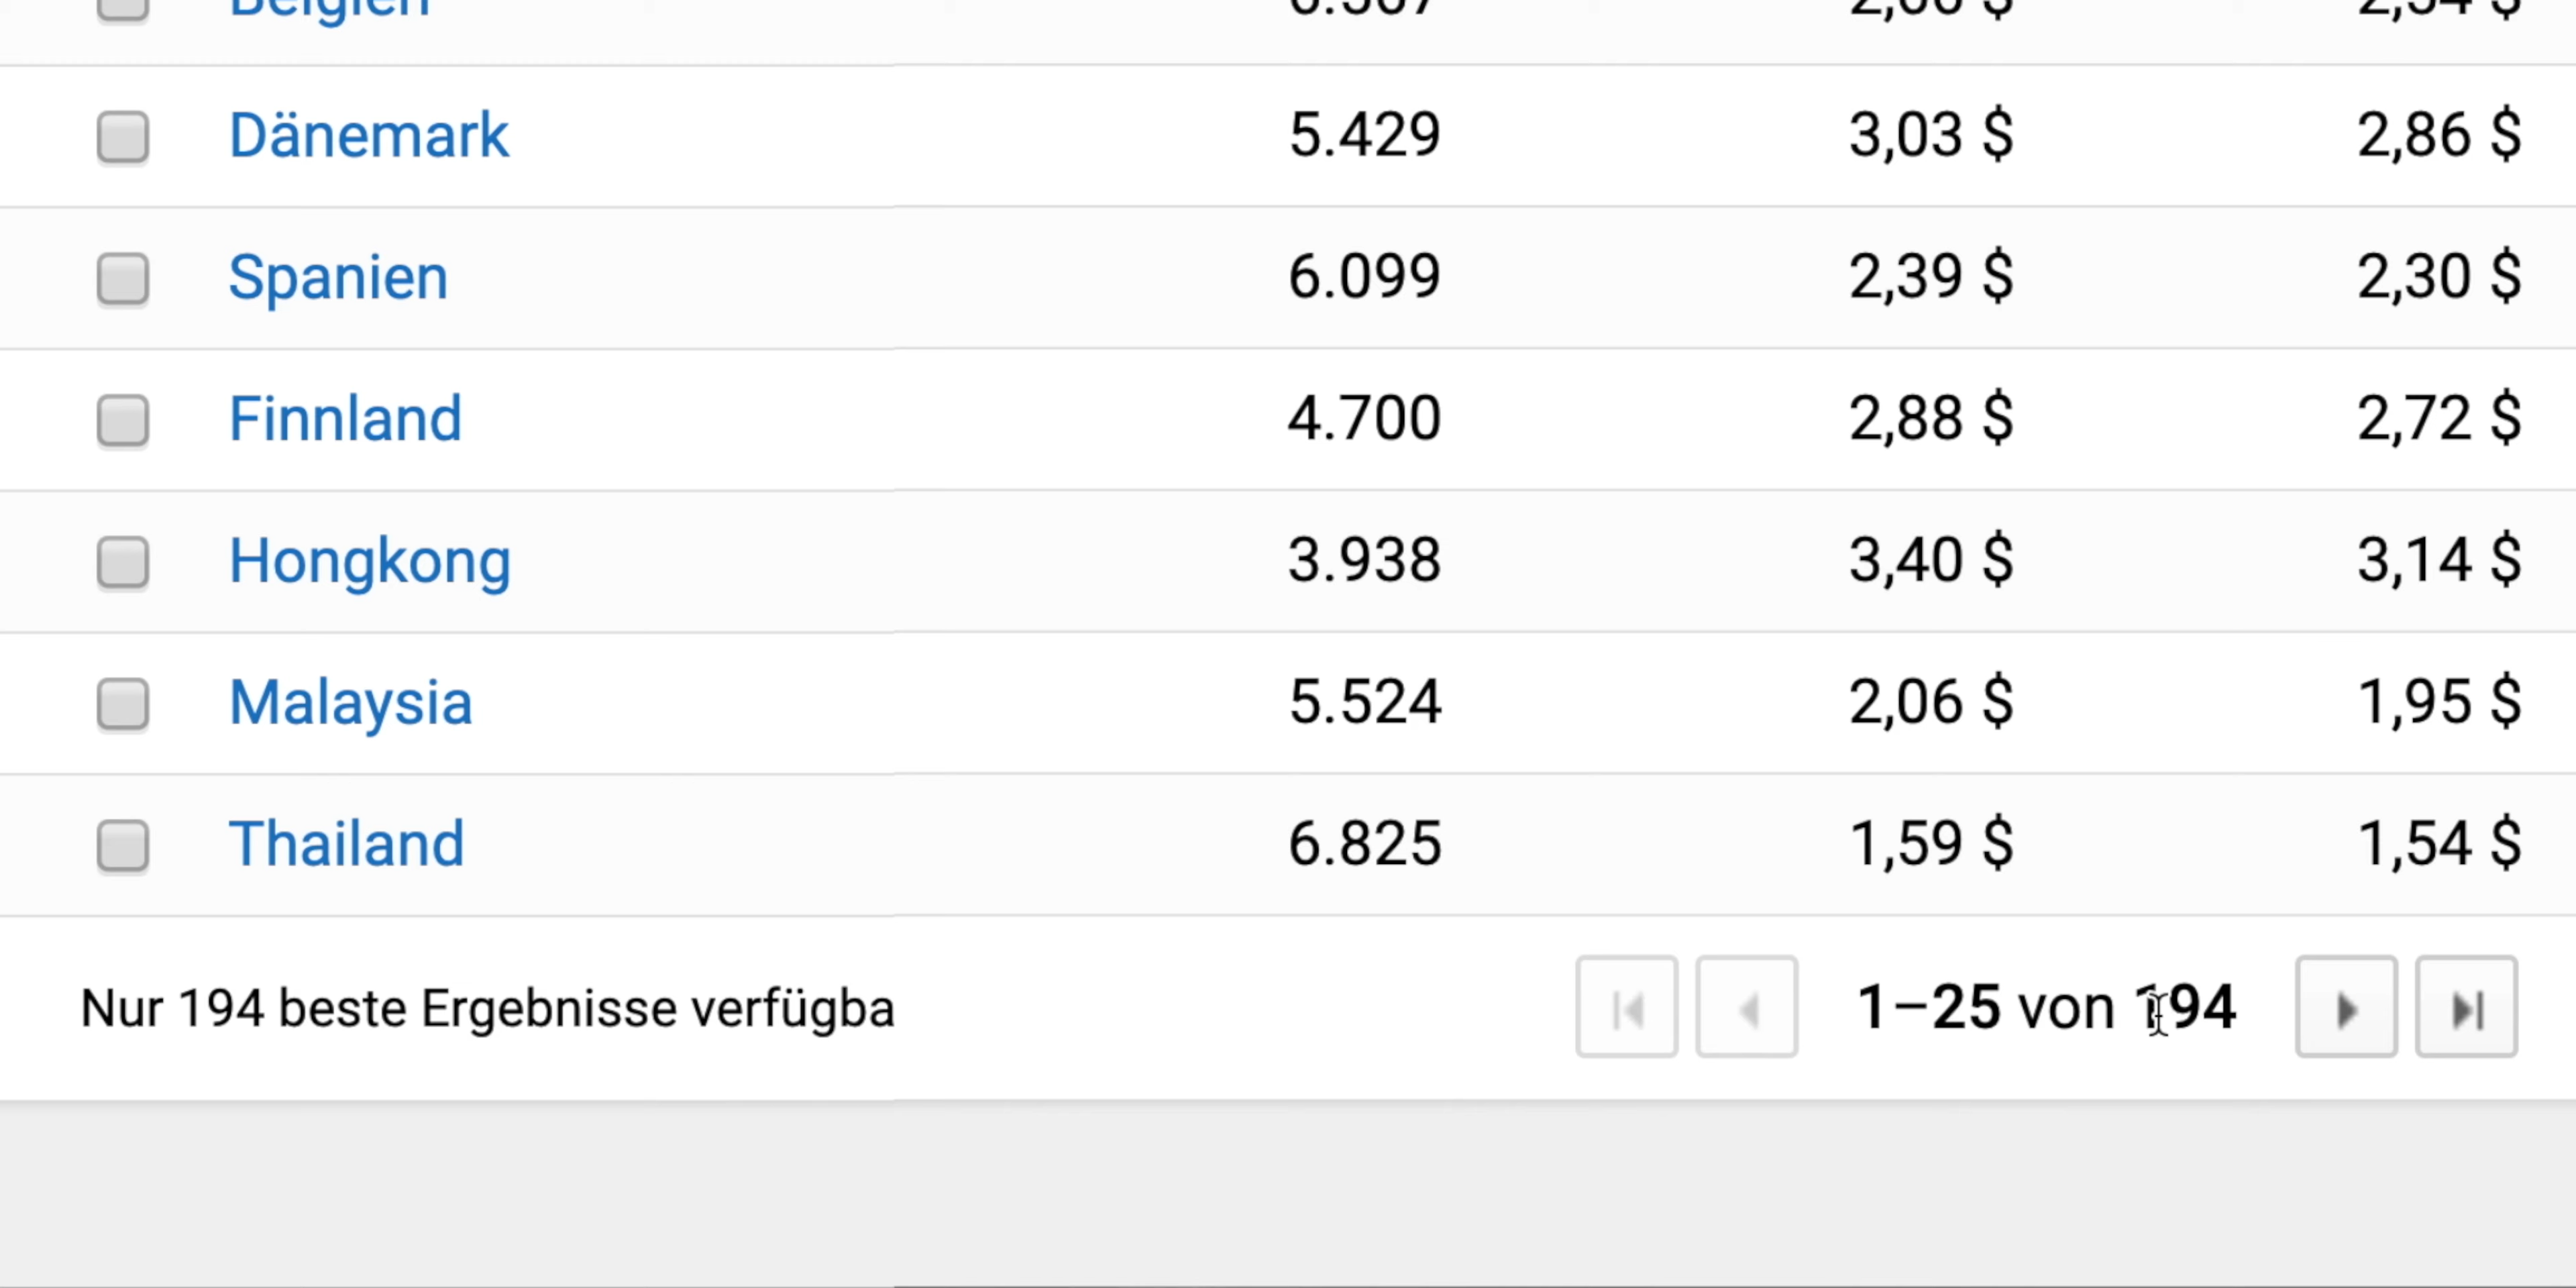 Belgien
Dänemark 5.429 3,03 $ 2,86 $
Spanien 6.099 2,39 $ 2,30 $
Finnland 4.700 2,88 $ 2,72 $
Hongkong 3.938 3,40 $ 3,14 $
Malaysia 5.524 2,06 $ 1,95 $
Thailand 6.825 1,59 $ 1,54 $
Nur 194 beste Ergebnisse verfügba 1–25 von 194